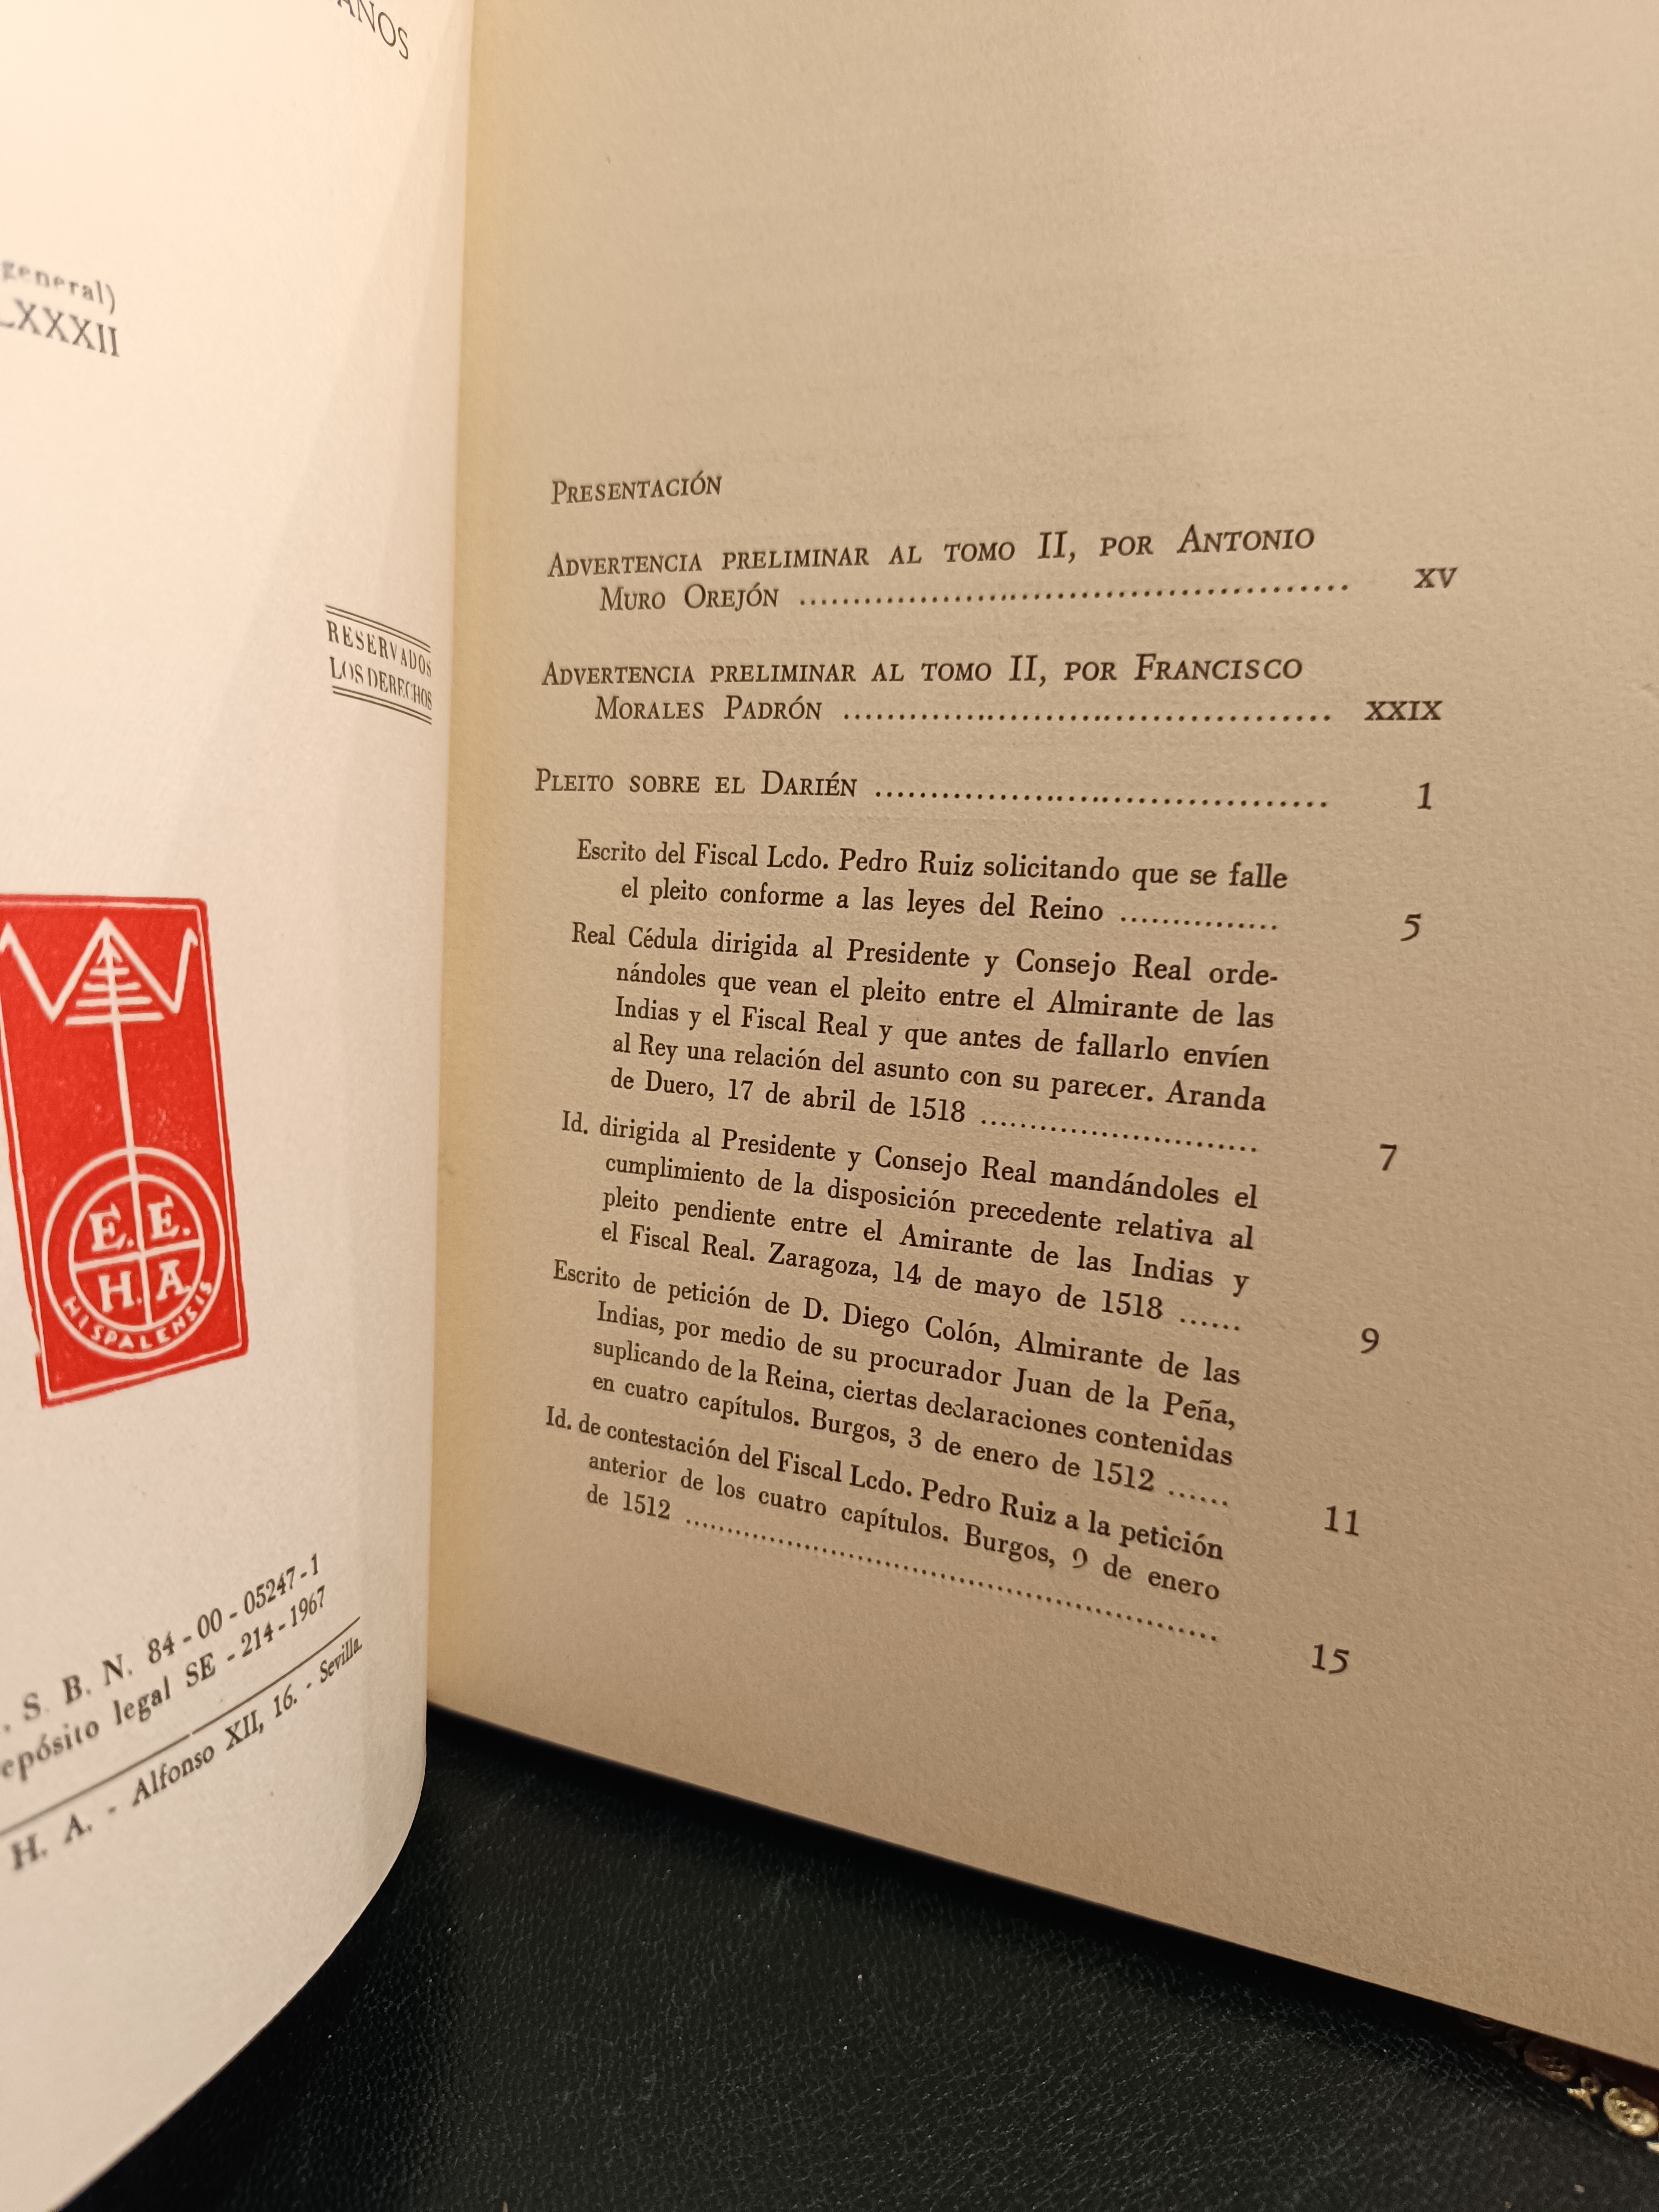 general)
LXXXII
RESERVADOS
LOS DERECHOS
E. E.
H. A.
HISPALENSIS
S. B. N. 84-00-05247-1
legal SE-214-1967
H. A. - Alfonso XII, 16. - Sevilla
PRESENTACIÓN
ADVERTENCIA PRELIMINAR AL TOMO II, POR ANTONIO
MURO OREJÓN .................................................. XV
ADVERTENCIA PRELIMINAR AL TOMO II, POR FRANCISCO
MORALES PADRÓN ............................................. XXIX
PLEITO SOBRE EL DARIÉN ......................................... 1
Escrito del Fiscal Lcdo. Pedro Ruiz solicitando que se falle
el pleito conforme a las leyes del Reino ............... 5
Real Cédula dirigida al Presidente y Consejo Real orde-
nándoles que vean el pleito entre el Almirante de las
Indias y el Fiscal Real y que antes de fallarlo envíen
al Rey una relación del asunto con su parecer. Aranda
de Duero, 17 de abril de 1518 ........................... 7
Id. dirigida al Presidente y Consejo Real mandándoles el
cumplimiento de la disposición precedente relativa al
pleito pendiente entre el Amirante de las Indias y
el Fiscal Real. Zaragoza, 14 de mayo de 1518 ...... 9
Escrito de petición de D. Diego Colón, Almirante de las
Indias, por medio de su procurador Juan de la Peña,
suplicando de la Reina, ciertas declaraciones contenidas
en cuatro capítulos. Burgos, 3 de enero de 1512 ...... 11
Id. de contestación del Fiscal Lcdo. Pedro Ruiz a la petición
anterior de los cuatro capítulos. Burgos, 9 de enero
de 1512 ...................................................... 15